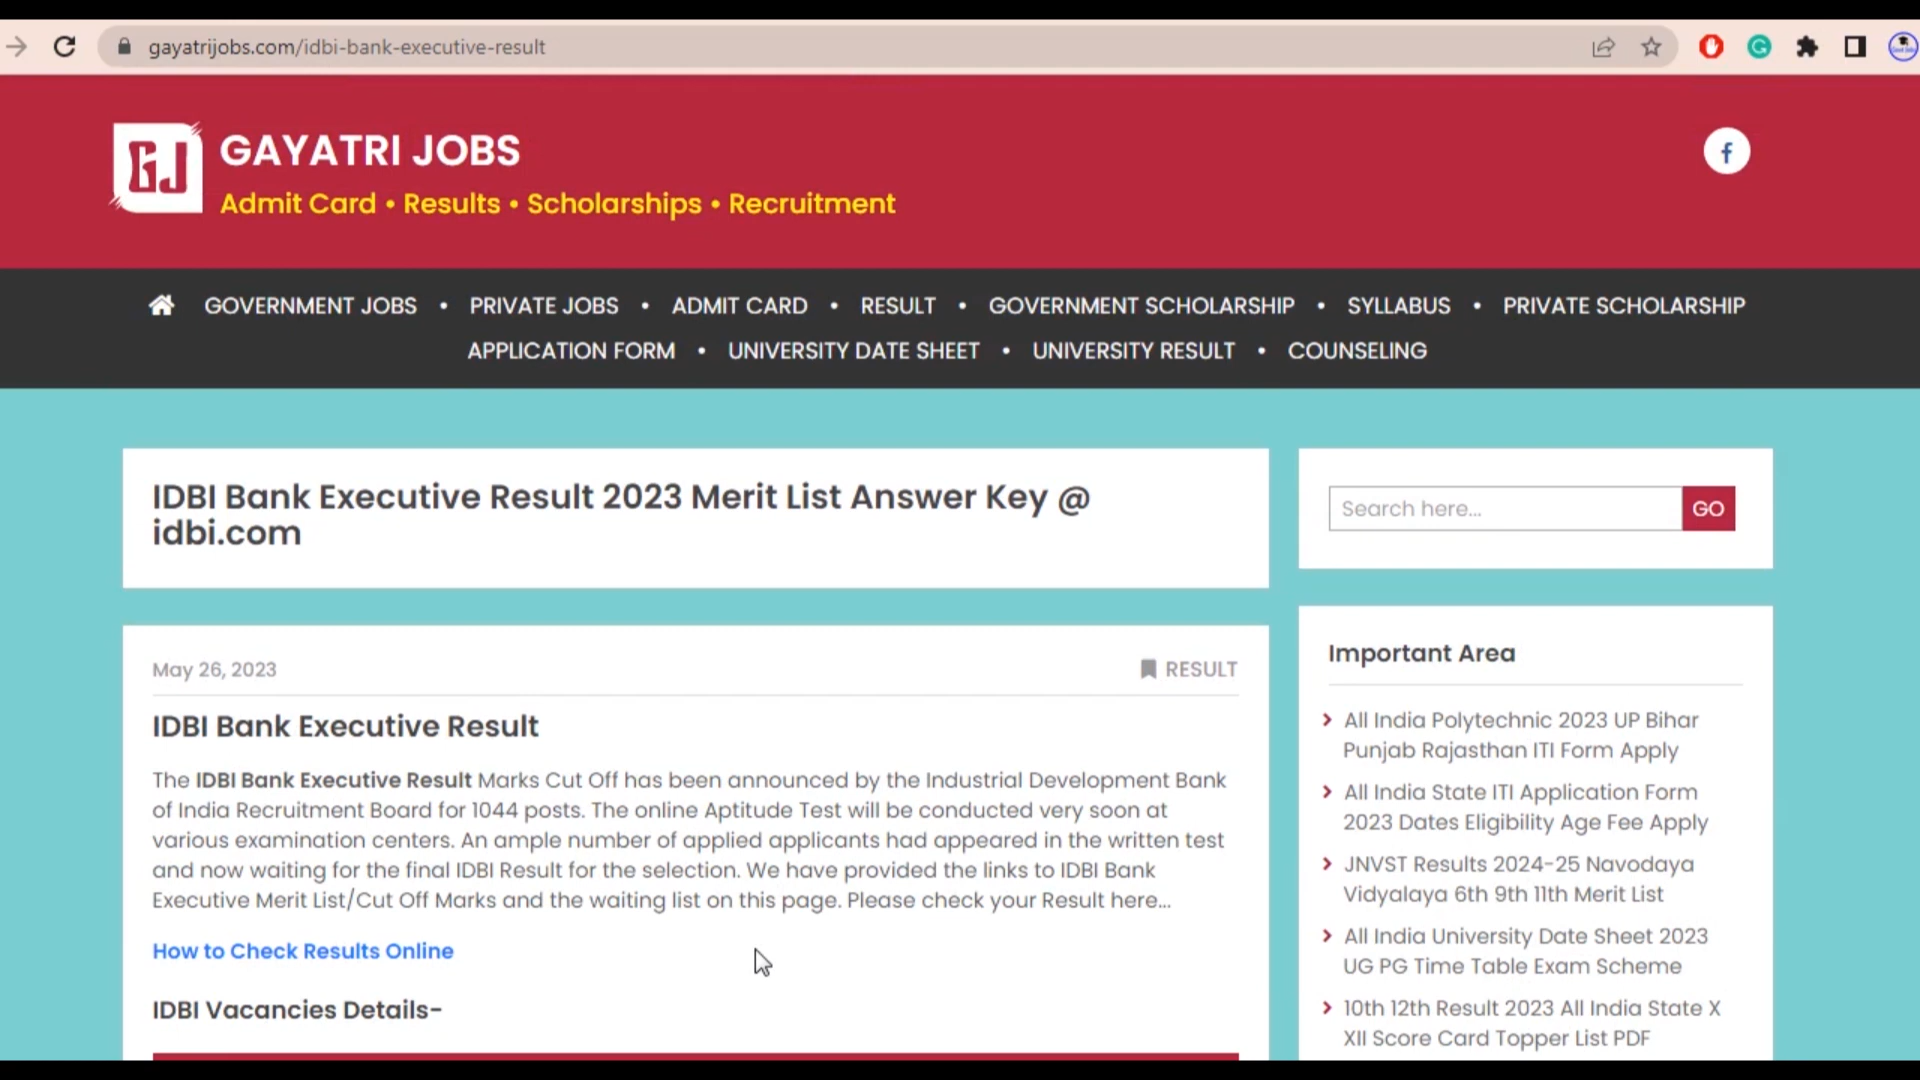 gayatrijobs.com/idbi-bank-executive-result
GJ
GAYATRI JOBS
Admit Card • Results • Scholarships • Recruitment
GOVERNMENT JOBS • PRIVATE JOBS • ADMIT CARD • RESULT • GOVERNMENT SCHOLARSHIP • SYLLABUS • PRIVATE SCHOLARSHIP
APPLICATION FORM • UNIVERSITY DATE SHEET • UNIVERSITY RESULT • COUNSELING
IDBI Bank Executive Result 2023 Merit List Answer Key @
idbi.com
May 26, 2023
RESULT
IDBI Bank Executive Result
The IDBI Bank Executive Result Marks Cut Off has been announced by the Industrial Development Bank
of India Recruitment Board for 1044 posts. The online Aptitude Test will be conducted very soon at
various examination centers. An ample number of applied applicants had appeared in the written test
and now waiting for the final IDBI Result for the selection. We have provided the links to IDBI Bank
Executive Merit List/Cut Off Marks and the waiting list on this page. Please check your Result here...
How to Check Results Online
IDBI Vacancies Details-
Search here...
GO
Important Area
All India Polytechnic 2023 UP Bihar
Punjab Rajasthan ITI Form Apply
All India State ITI Application Form
2023 Dates Eligibility Age Fee Apply
JNVST Results 2024-25 Navodaya
Vidyalaya 6th 9th 11th Merit List
All India University Date Sheet 2023
UG PG Time Table Exam Scheme
10th 12th Result 2023 All India State X
XII Score Card Topper List PDF